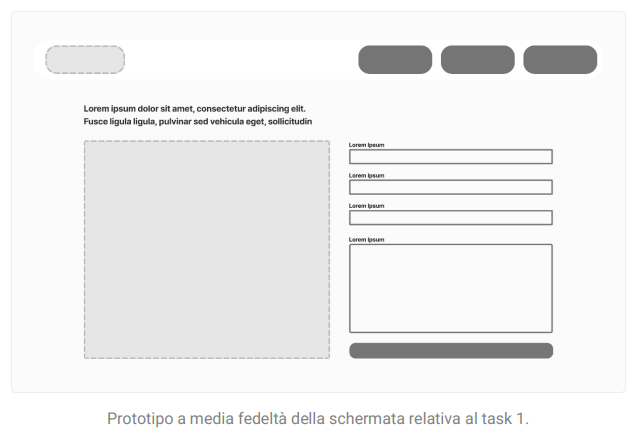 Lorem ipsum dolor sit amet, consectetur adipiscing elit.
Fusce ligula ligula, pulvinar sed vehicula eget, sollicitudin
Lorem Ipsum
Lorem Ipsum
Lorem Ipsum
Lorem Ipsum
Prototipo a media fedeltà della schermata relativa al task 1.